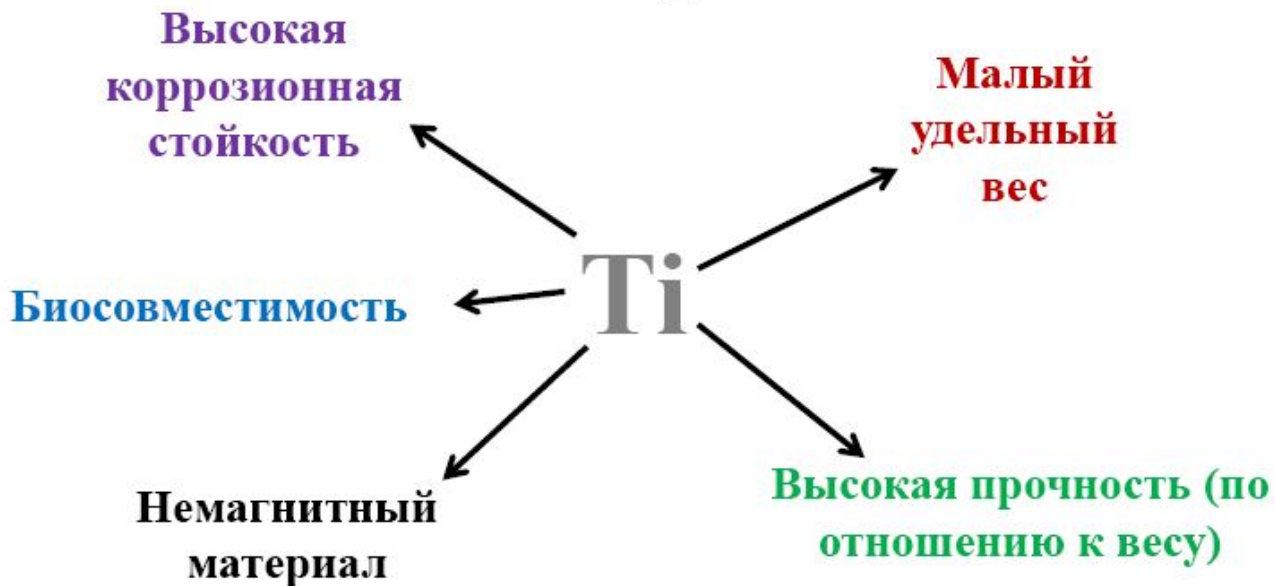 Высокая
коррозионная
стойкость
Малый
удельный
вес
Ti
Биосовместимость
Немагнитный
материал
Высокая прочность (по
отношению к весу)